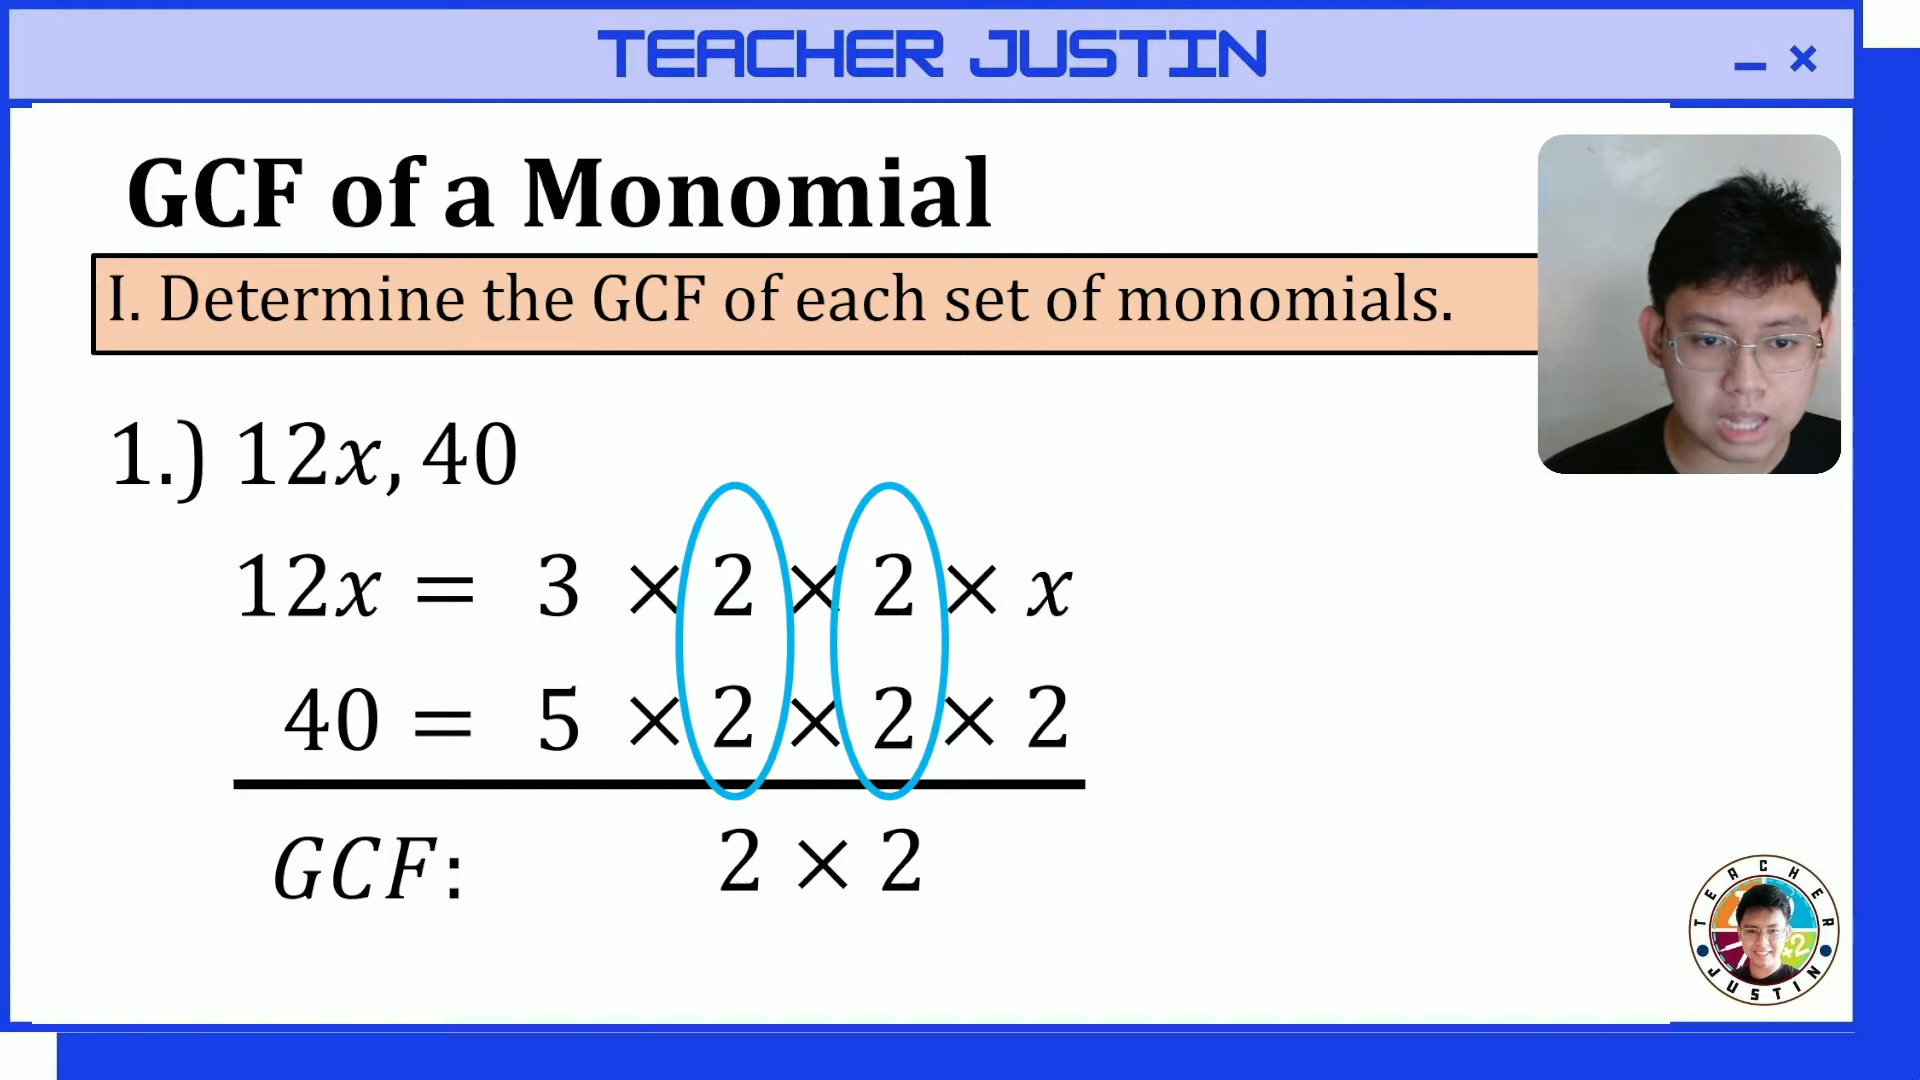 TEACHER JUSTIN
GCF of a Monomial
I. Determine the GCF of each set of monomials.
1.) 12x, 40
12x = 3 × 2 × 2 × x
40 = 5 × 2 × 2 × 2
GCF: 2 × 2
TEACHER
JUSTIN